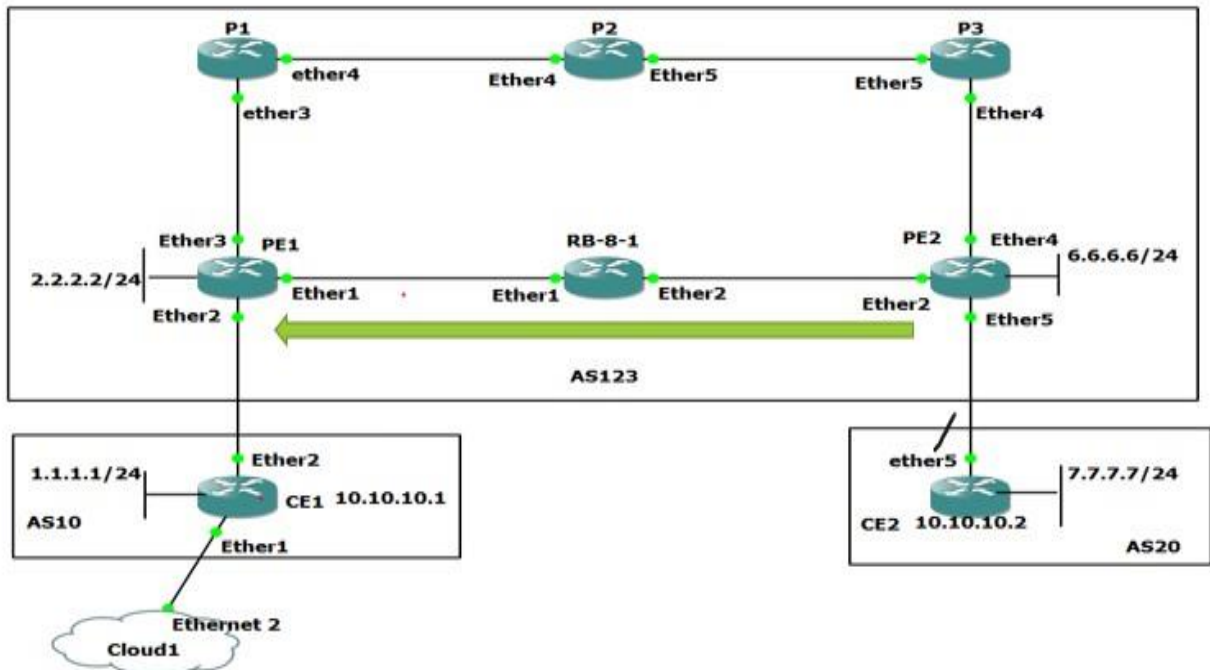 P1
P2
P3
ether4
Ether4
Ether5
Ether5
ether3
Ether4
Ether3
PE1
RB-8-1
PE2
Ether4
2.2.2.2/24
6.6.6.6/24
Ether1
Ether1
Ether2
Ether2
Ether2
Ether5
AS123
Ether2
ether5
1.1.1.1/24
7.7.7.7/24
CE1 10.10.10.1
AS10
CE2 10.10.10.2
Ether1
AS20
Ethernet 2
Cloud1